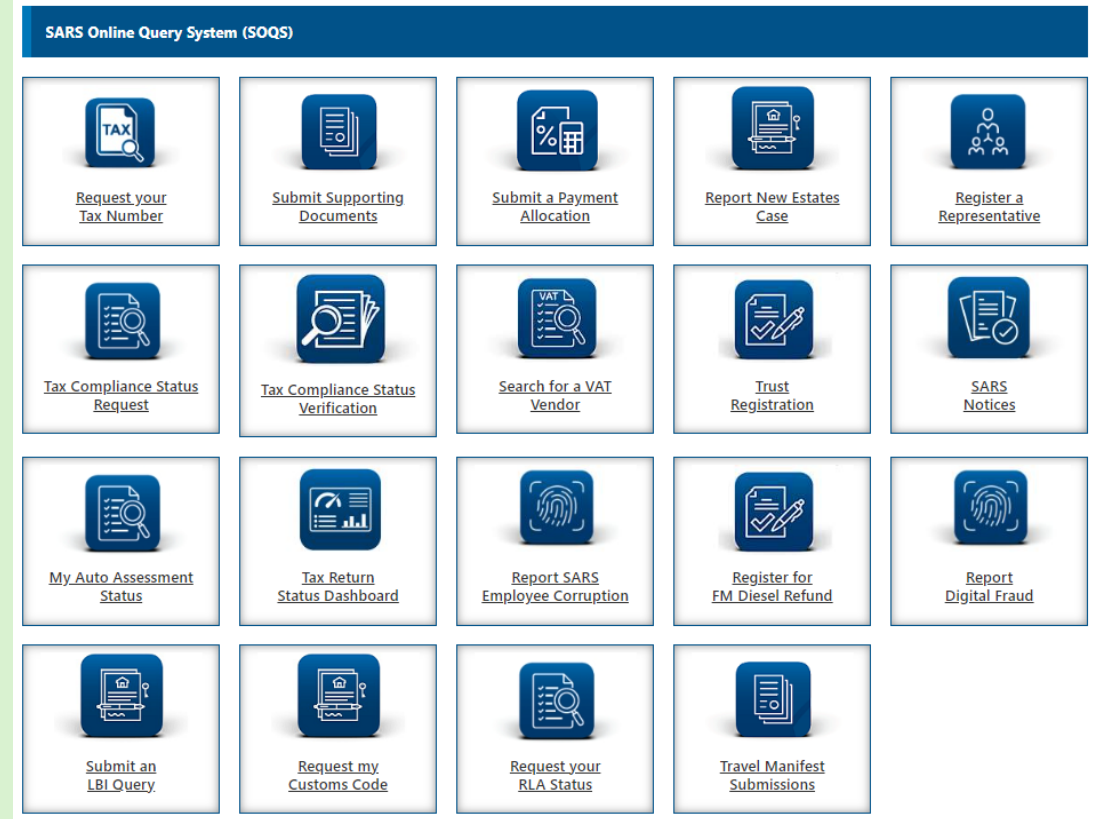 SARS Online Query System (SOQS)
TAX
Request your
Tax Number
Submit Supporting
Documents
%
Submit a Payment
Allocation
Report New Estates
Case
Register a
Representative
Tax Compliance Status
Request
Tax Compliance Status
Verification
VAT
Search for a VAT
Vendor
Trust
Registration
SARS
Notices
My Auto Assessment
Status
Tax Return
Status Dashboard
Report SARS
Employee Corruption
Register for
FM Diesel Refund
Report
Digital Fraud
Submit an
LBI Query
Request my
Customs Code
Request your
RLA Status
Travel Manifest
Submissions